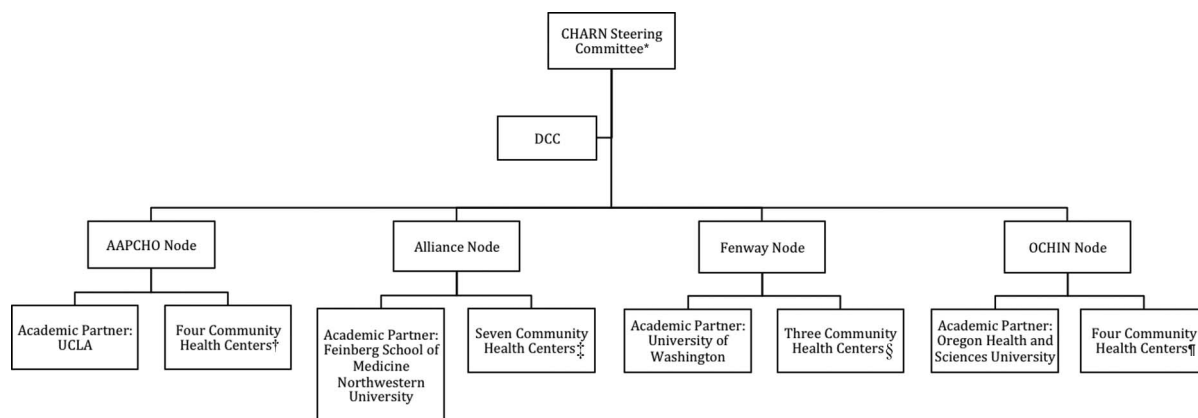 CHARN Steering
Committee*
DCC
AAPCHO Node
Alliance Node
Fenway Node
OCHIN Node
Academic Partner:
UCLA
Four Community
Health Centers†
Academic Partner:
Feinberg School of
Medicine
Northwestern
University
Seven Community
Health Centers‡
Academic Partner:
University of
Washington
Three Community
Health Centers§
Academic Partner:
Oregon Health and
Sciences University
Four Community
Health Centers¶